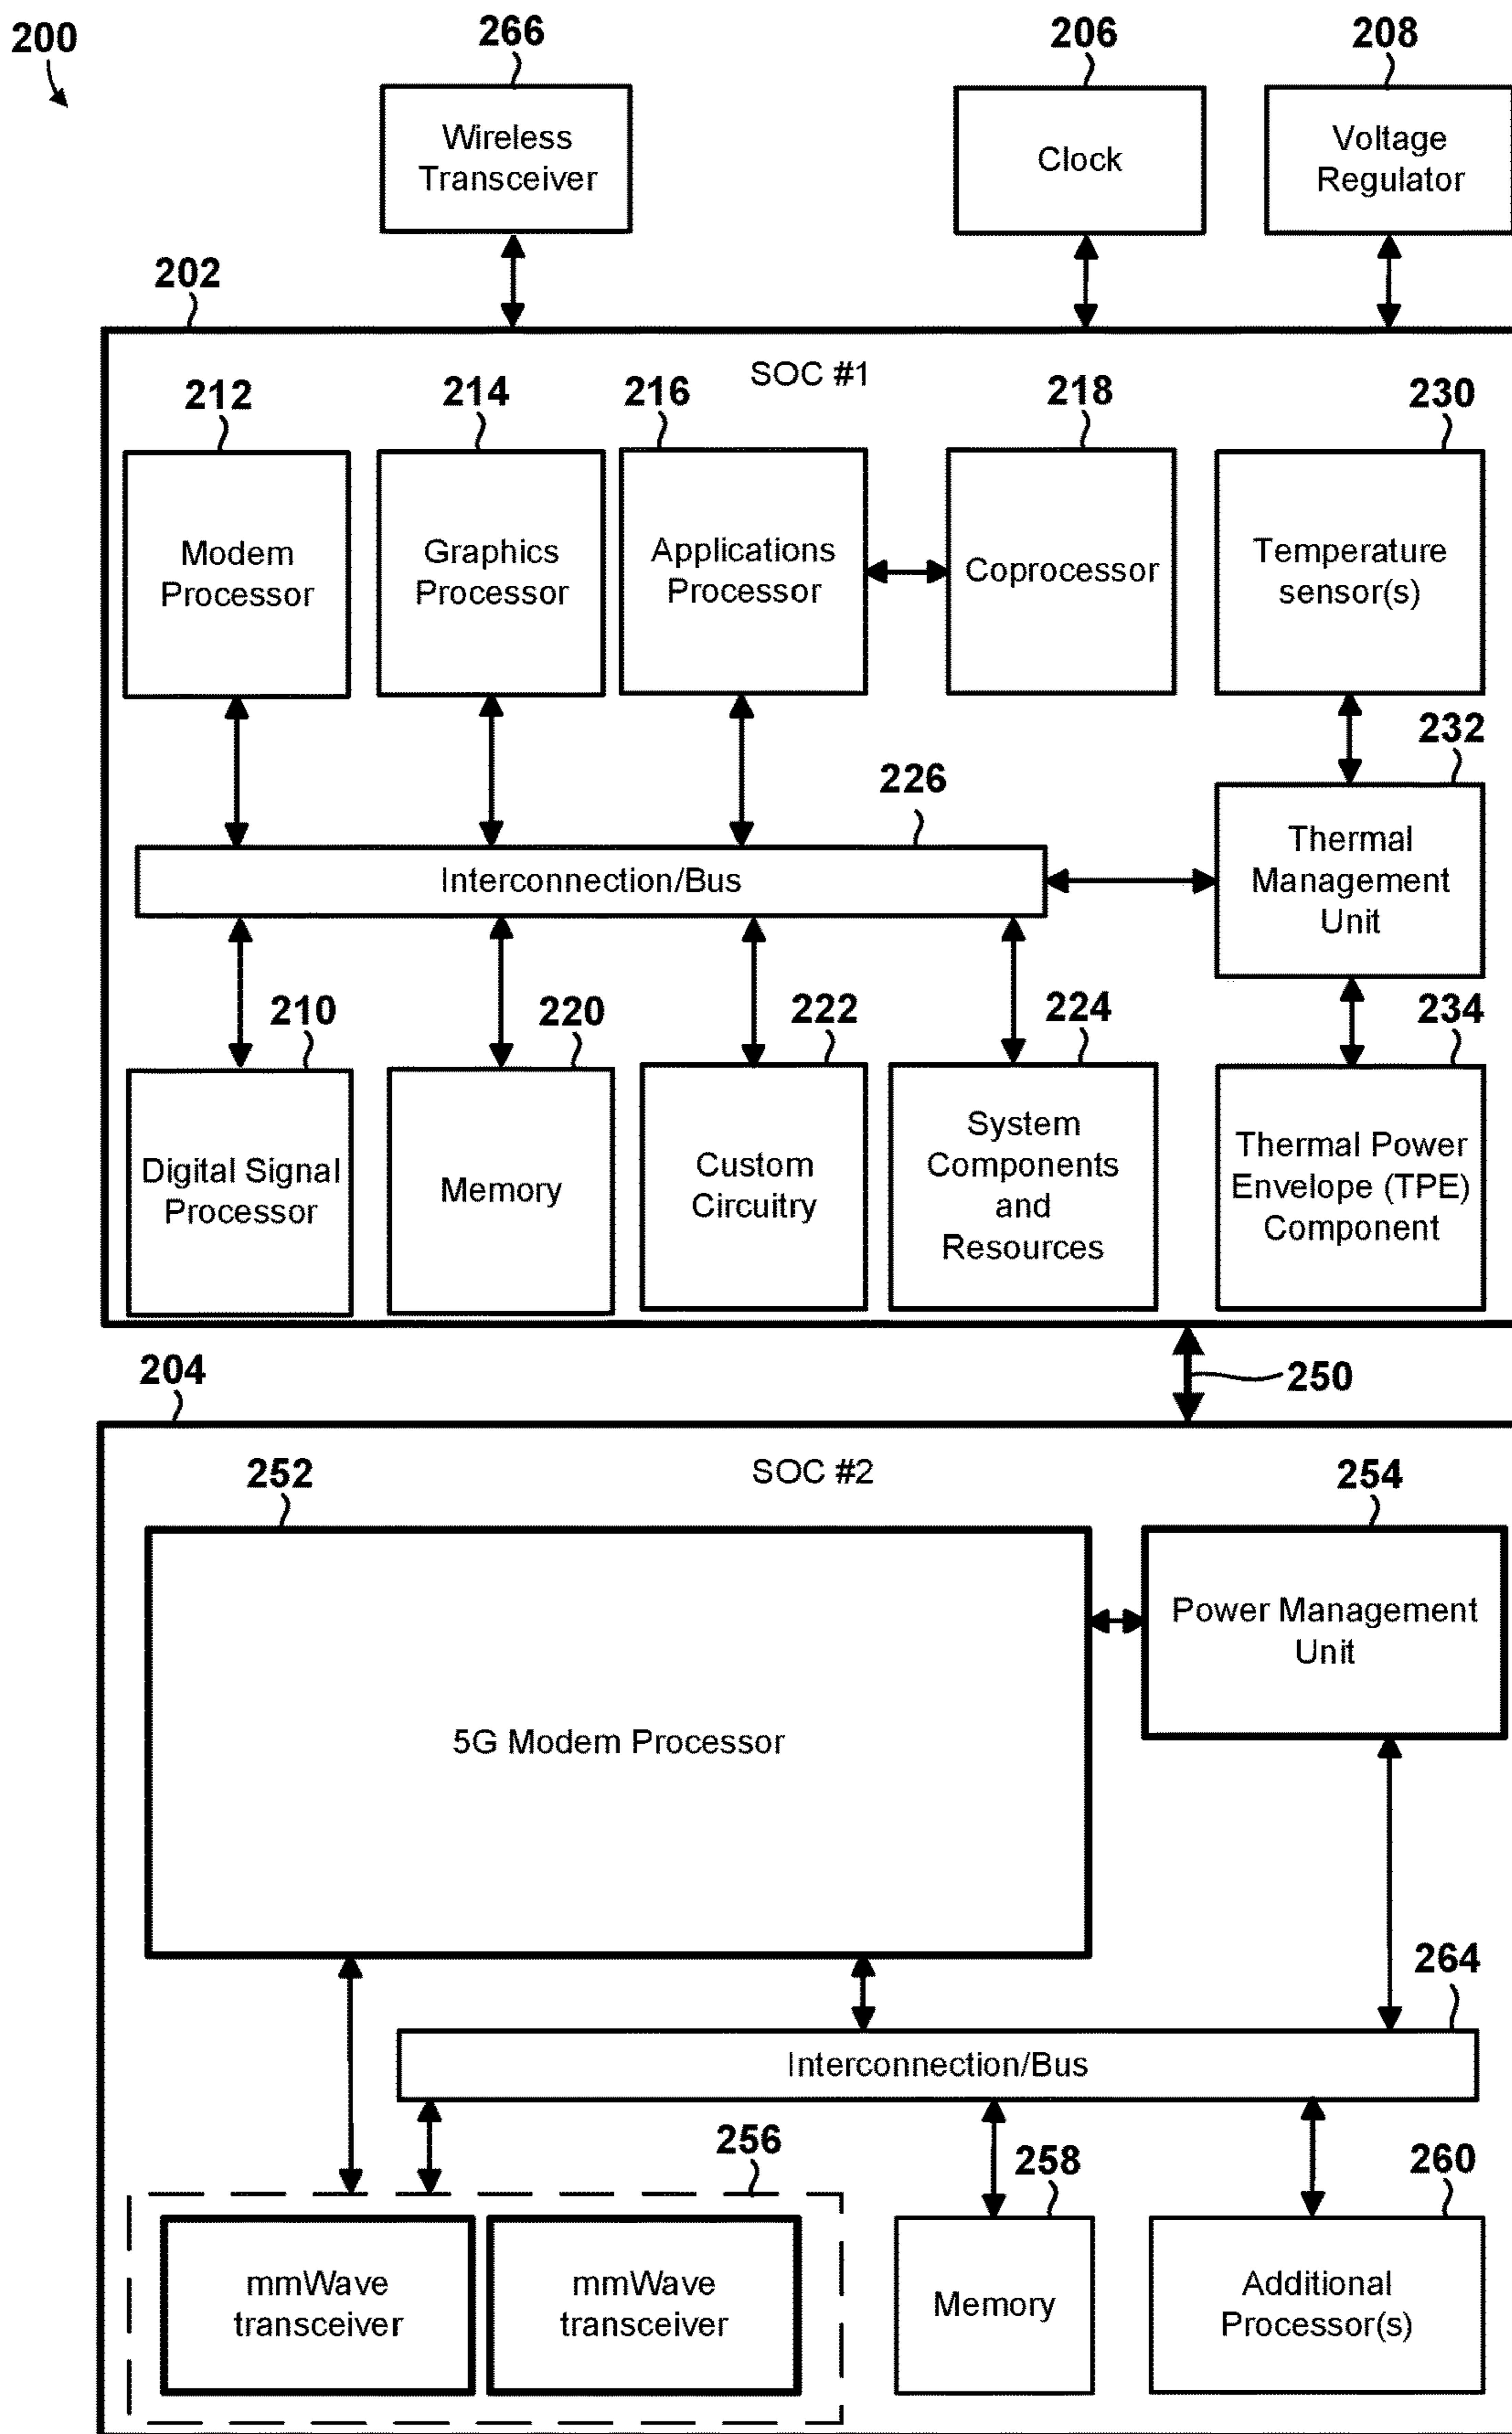 200
266
206
208
Wireless
Transceiver
Clock
Voltage
Regulator
202
SOC #1
212
214
216
218
230
Modem
Processor
Graphics
Processor
Applications
Processor
Coprocessor
Temperature
sensor(s)
232
226
Interconnection/Bus
Thermal
Management
Unit
210
220
222
224
234
Digital Signal
Processor
Memory
Custom
Circuitry
System
Components
and
Resources
Thermal Power
Envelope (TPE)
Component
250
204
SOC #2
252
254
5G Modem Processor
Power Management
Unit
264
Interconnection/Bus
256
258
260
mmWave
transceiver
mmWave
transceiver
Memory
Additional
Processor(s)